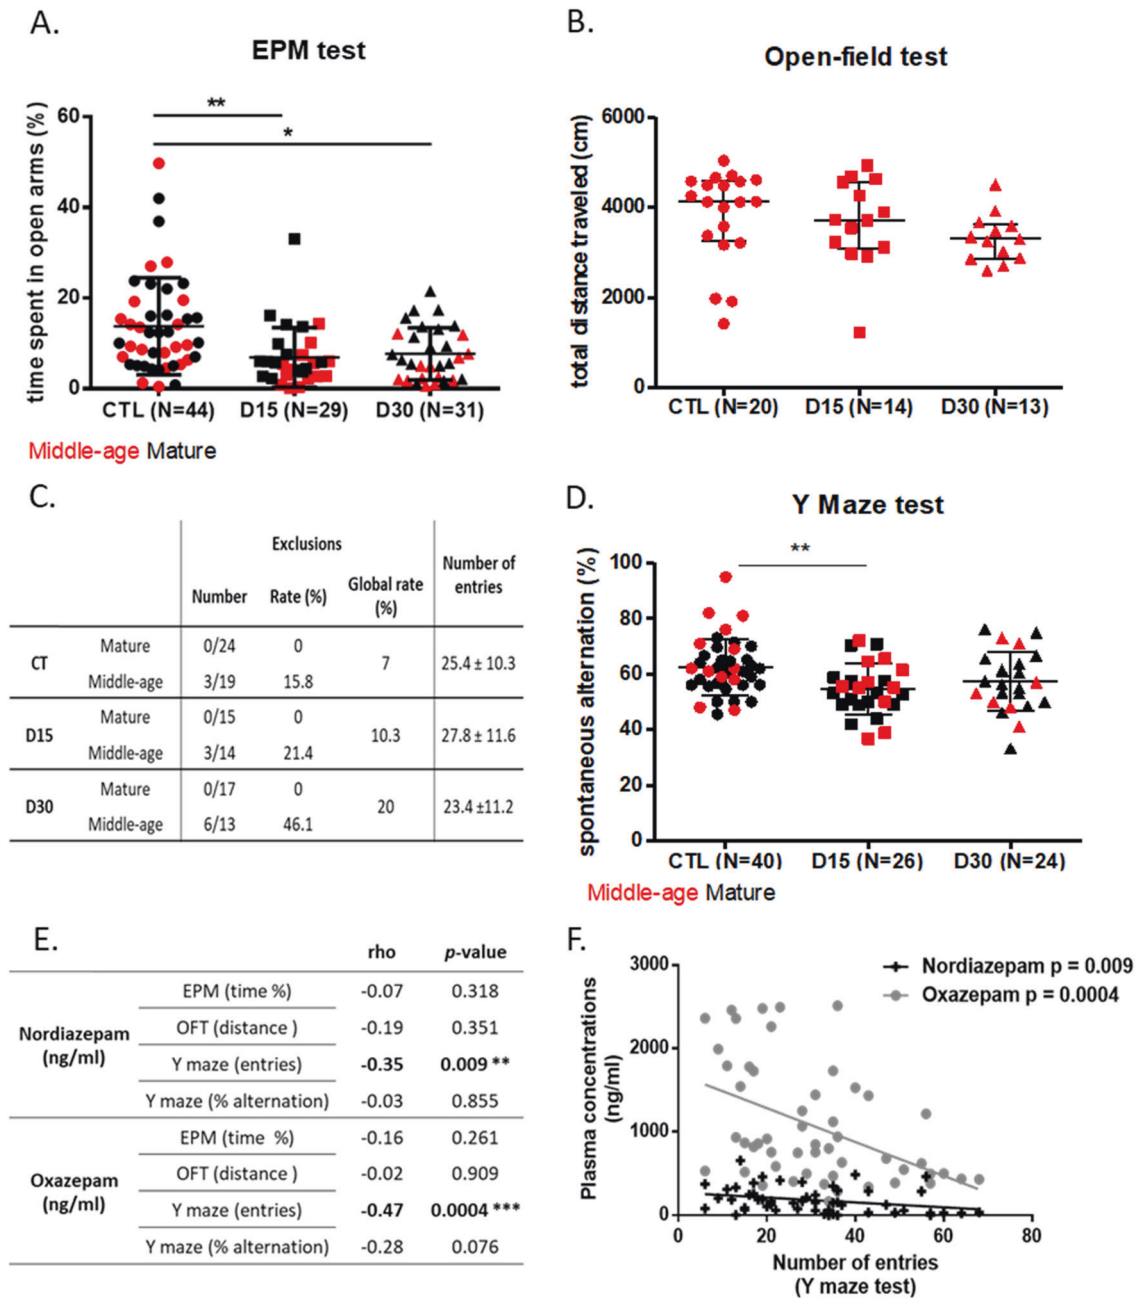 A.
EPM test
time spent in open arms (%)
60
40
20
0
**
*
CTL (N=44) D15 (N=29) D30 (N=31)
Middle-age Mature
B.
Open-field test
total distance traveled (cm)
6000
4000
2000
0
CTL (N=20) D15 (N=14) D30 (N=13)
C.
Exclusions
Number of entries
Number Rate (%) Global rate (%)
CT Mature 0/24 0 7 25.4 ± 10.3
Middle-age 3/19 15.8
D15 Mature 0/15 0 10.3 27.8 ± 11.6
Middle-age 3/14 21.4
D30 Mature 0/17 0 20 23.4 ±11.2
Middle-age 6/13 46.1
D.
Y Maze test
spontaneous alternation (%)
100
80
60
40
20
0
**
CTL (N=40) D15 (N=26) D30 (N=24)
Middle-age Mature
E.
rho p-value
Nordiazepam (ng/ml)
EPM (time %) -0.07 0.318
OFT (distance ) -0.19 0.351
Y maze (entries) -0.35 0.009 **
Y maze (% alternation) -0.03 0.855
Oxazepam (ng/ml)
EPM (time %) -0.16 0.261
OFT (distance ) -0.02 0.909
Y maze (entries) -0.47 0.0004 ***
Y maze (% alternation) -0.28 0.076
F.
Nordiazepam p = 0.009
Oxazepam p = 0.0004
Plasma concentrations
(ng/ml)
3000
2000
1000
0
0 20 40 60 80
Number of entries
(Y maze test)